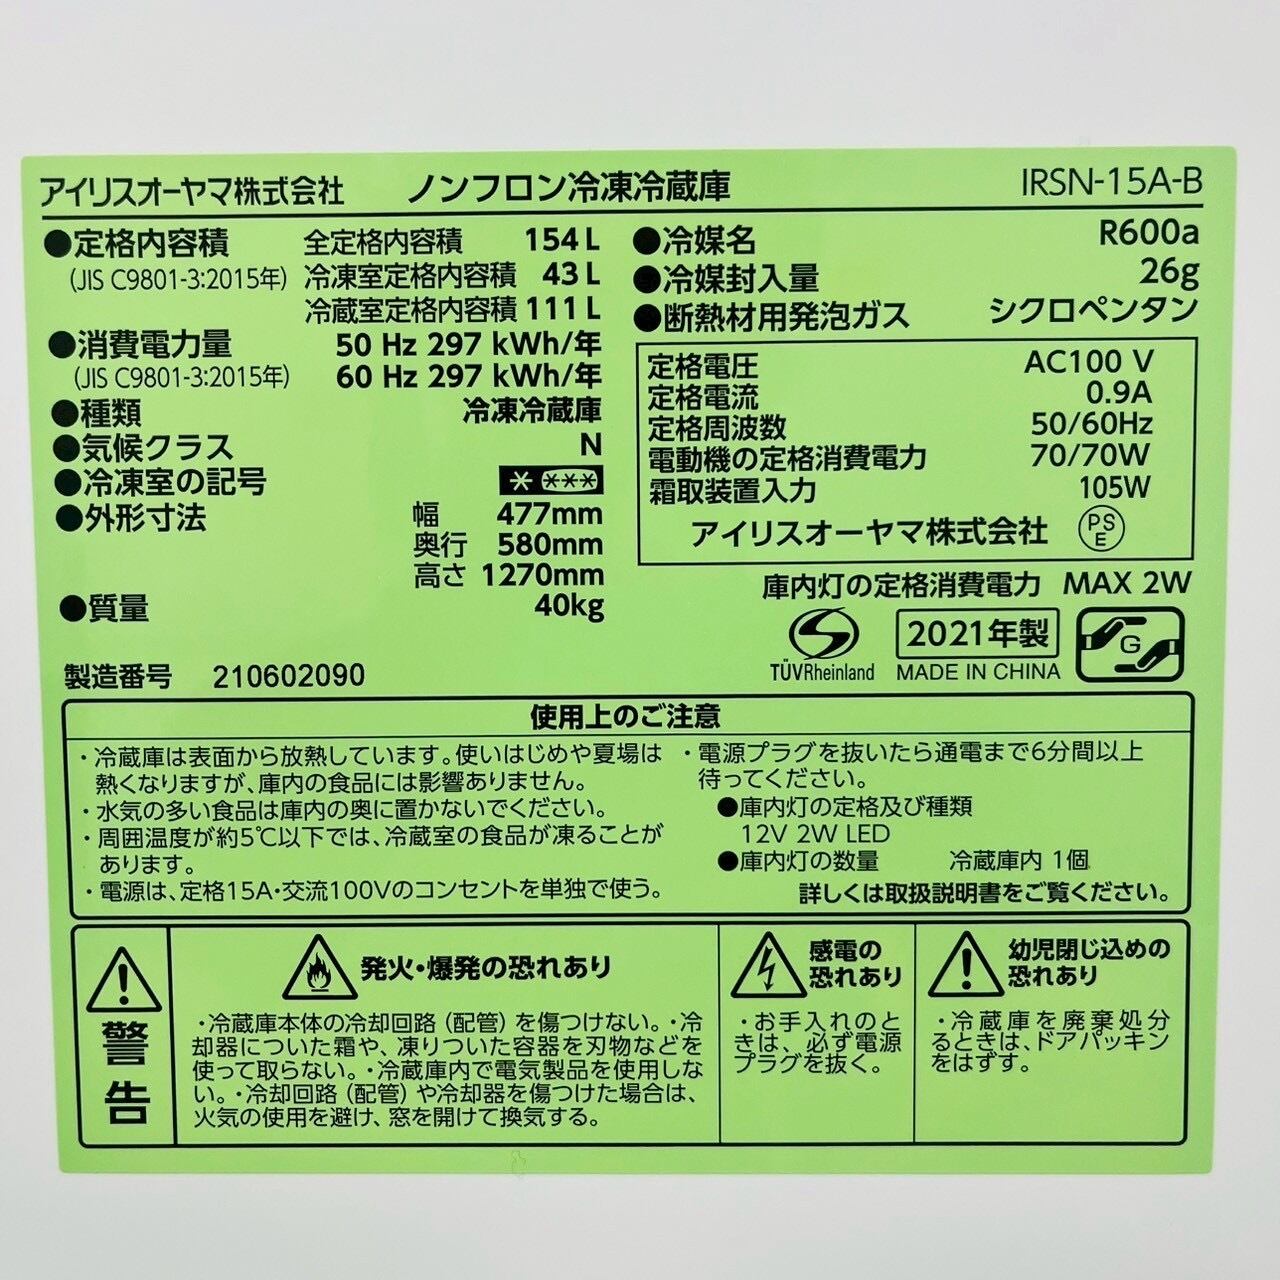 アイリスオーヤマ株式会社 ノンフロン冷凍冷蔵庫 IRSN-15A-B
●定格内容積 全定格内容積 154 L
(JIS C9801-3:2015年) 冷凍室定格内容積 43 L
冷蔵室定格内容積 111 L
●消費電力量 50 Hz 297 kWh/年
(JIS C9801-3:2015年) 60 Hz 297 kWh/年
●種類 冷凍冷蔵庫
●気候クラス N
●冷凍室の記号 * ***
●外形寸法 幅 477mm
奥行 580mm
高さ 1270mm
●質量 40kg
製造番号 210602090
●冷媒名 R600a
●冷媒封入量 26g
●断熱材用発泡ガス シクロペンタン
定格電圧 AC100 V
定格電流 0.9A
定格周波数 50/60Hz
電動機の定格消費電力 70/70W
霜取装置入力 105W
アイリスオーヤマ株式会社 PS E
庫内灯の定格消費電力 MAX 2W
TÜVRheinland
2021年製
MADE IN CHINA
G
使用上のご注意
・冷蔵庫は表面から放熱しています。使いはじめや夏場は
熱くなりますが、庫内の食品には影響ありません。
・水気の多い食品は庫内の奥に置かないでください。
・周囲温度が約5℃以下では、冷蔵室の食品が凍ることが
あります。
・電源は、定格15A・交流100Vのコンセントを単独で使う。
・電源プラグを抜いたら通電まで6分間以上
待ってください。
●庫内灯の定格及び種類
12V 2W LED
●庫内灯の数量 冷蔵庫内 1個
詳しくは取扱説明書をご覧ください。
警
告
発火・爆発の恐れあり
・冷蔵庫本体の冷却回路（配管）を傷つけない。・冷
却器についた霜や、凍りついた容器を刃物などを
使って取らない。・冷蔵庫内で電気製品を使用しな
い。・冷却回路（配管）や冷却器を傷つけた場合は、
火気の使用を避け、窓を開けて換気する。
感電の
恐れあり
・お手入れのと
きは、必ず電源
プラグを抜く。
幼児閉じ込めの
恐れあり
・冷蔵庫を廃棄処分
るときは、ドアパッキン
をはずす。